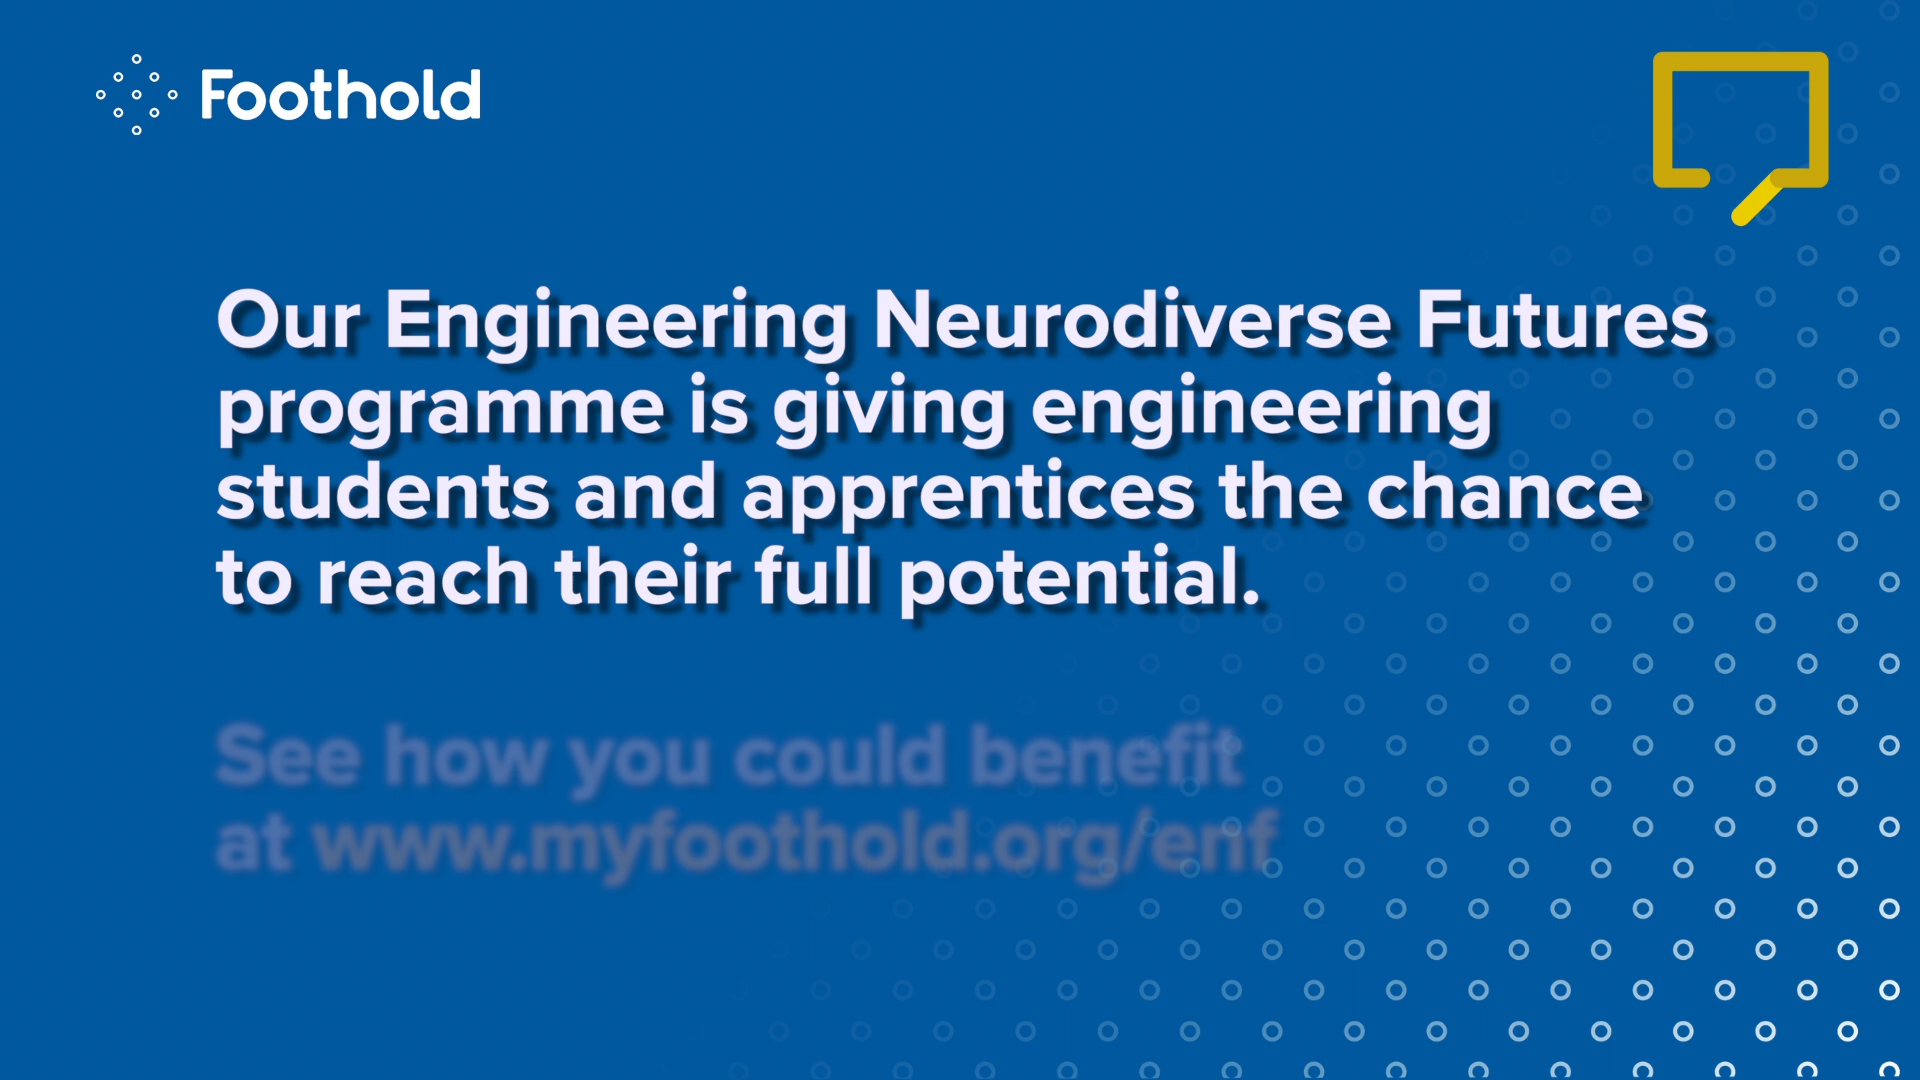 Foothold
Our Engineering Neurodiverse Futures
programme is giving engineering
students and apprentices the chance
to reach their full potential.
See how you could benefit
at www.myfoothold.org/enf